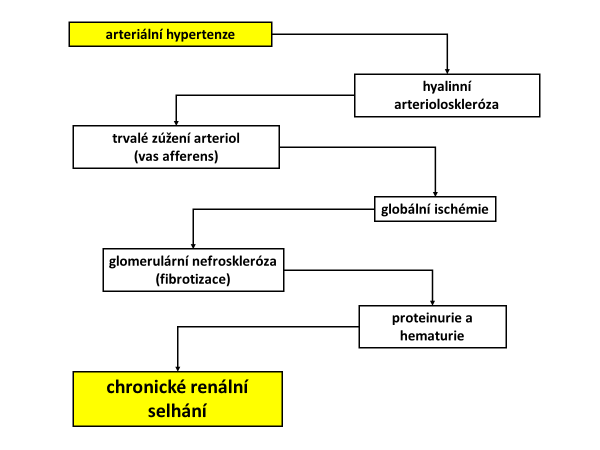 arteriální hypertenze
hyalinní
arterioloskleróza
trvalé zúžení arteriol
(vas afferens)
globální ischémie
glomerulární nefroskleróza
(fibrotizace)
proteinurie a
hematurie
chronické renální
selhání